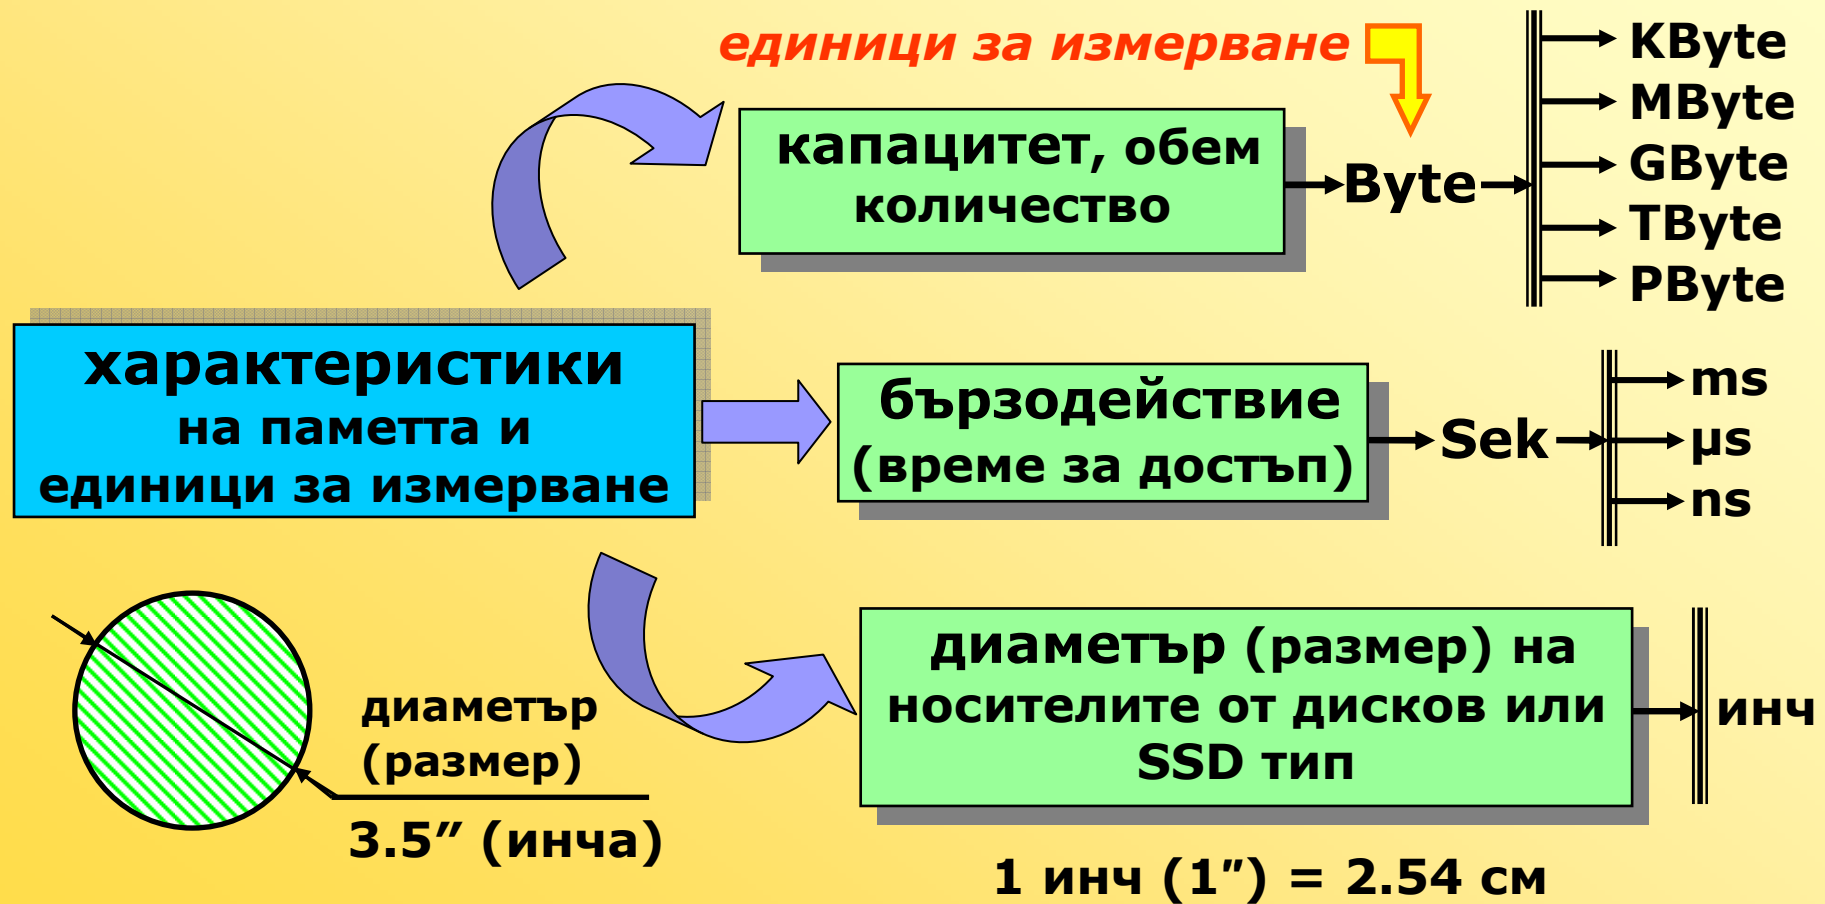 единици за измерване
капацитет, обем
количество
Byte
KByte
MByte
GByte
TByte
PByte
характеристики
на паметта и
единици за измерване
бързодействие
(време за достъп)
Sek
ms
µs
ns
диаметър (размер) на
носителите от дисков или
SSD тип
инч
диаметър
(размер)
3.5″ (инча)
1 инч (1″) = 2.54 см